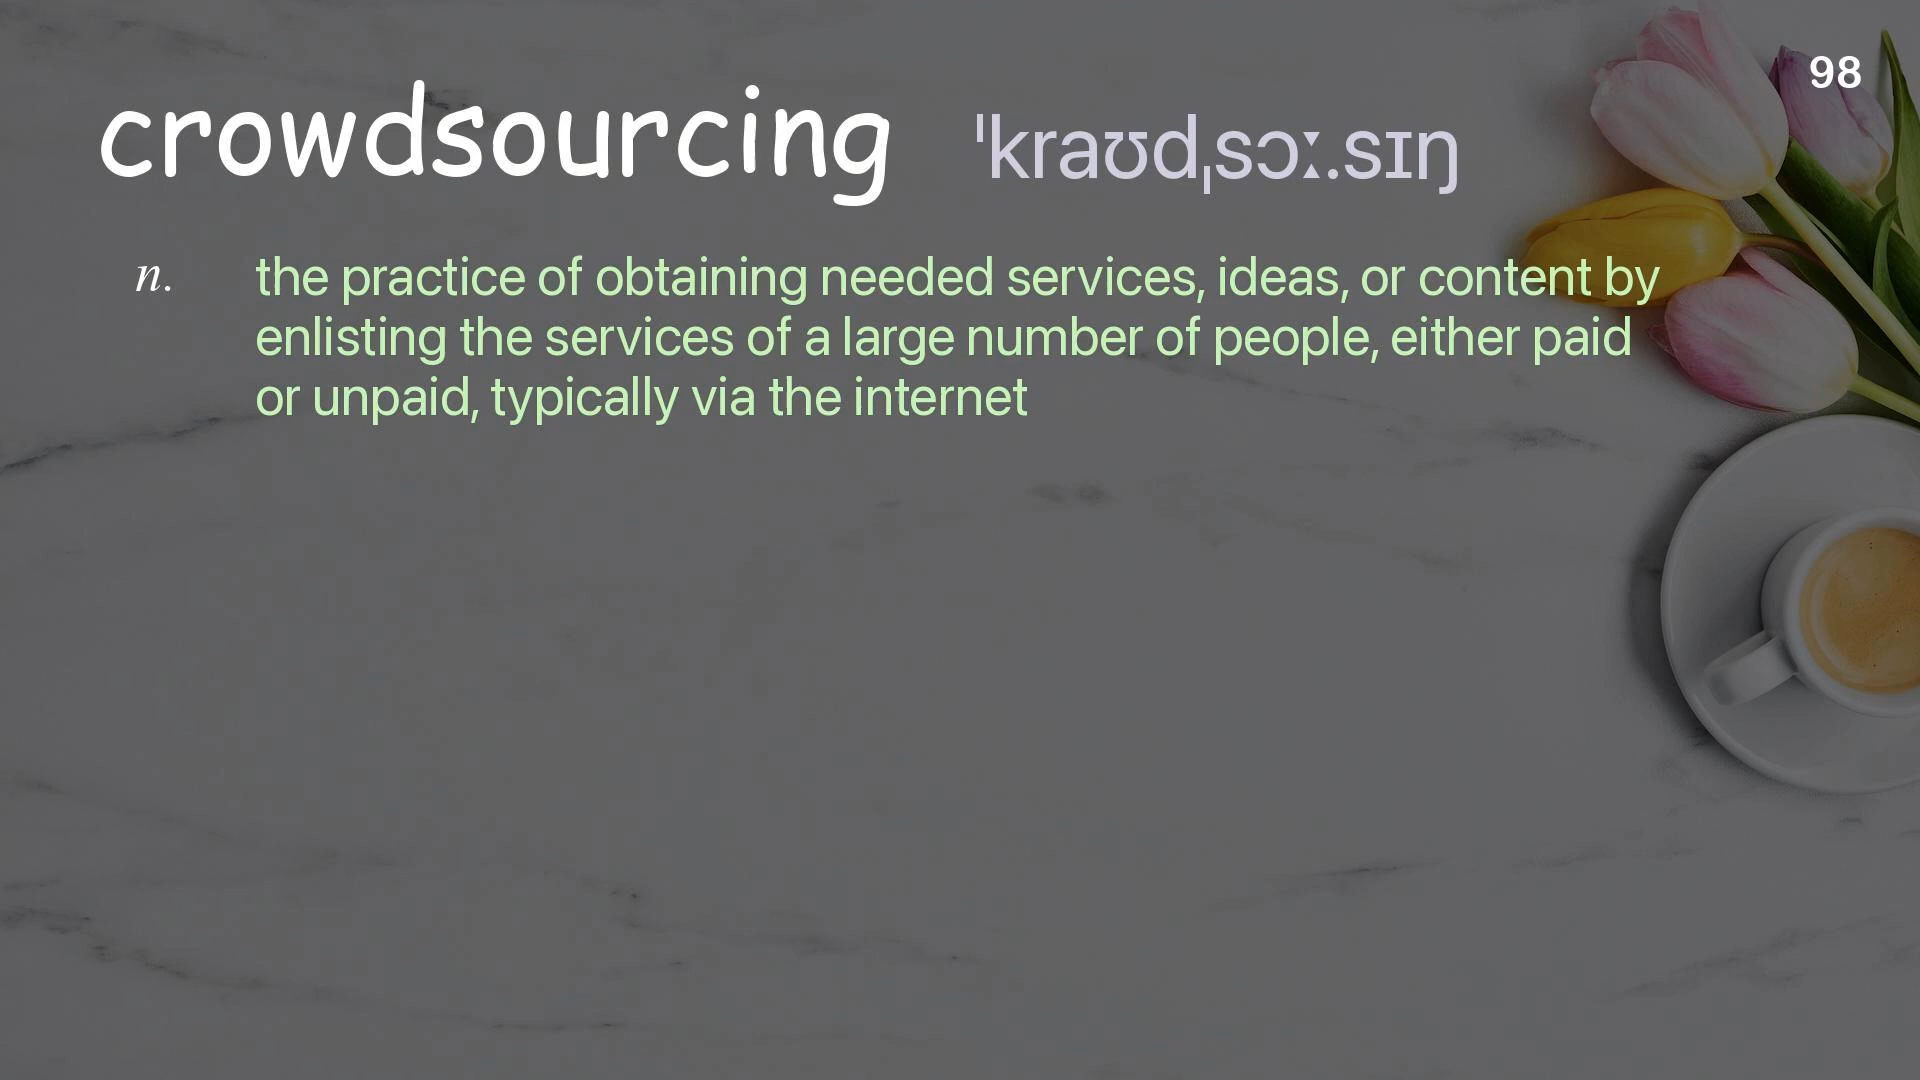 98
crowdsourcing ˈkraʊdˌsɔː.sɪŋ
n. the practice of obtaining needed services, ideas, or content by
enlisting the services of a large number of people, either paid
or unpaid, typically via the internet